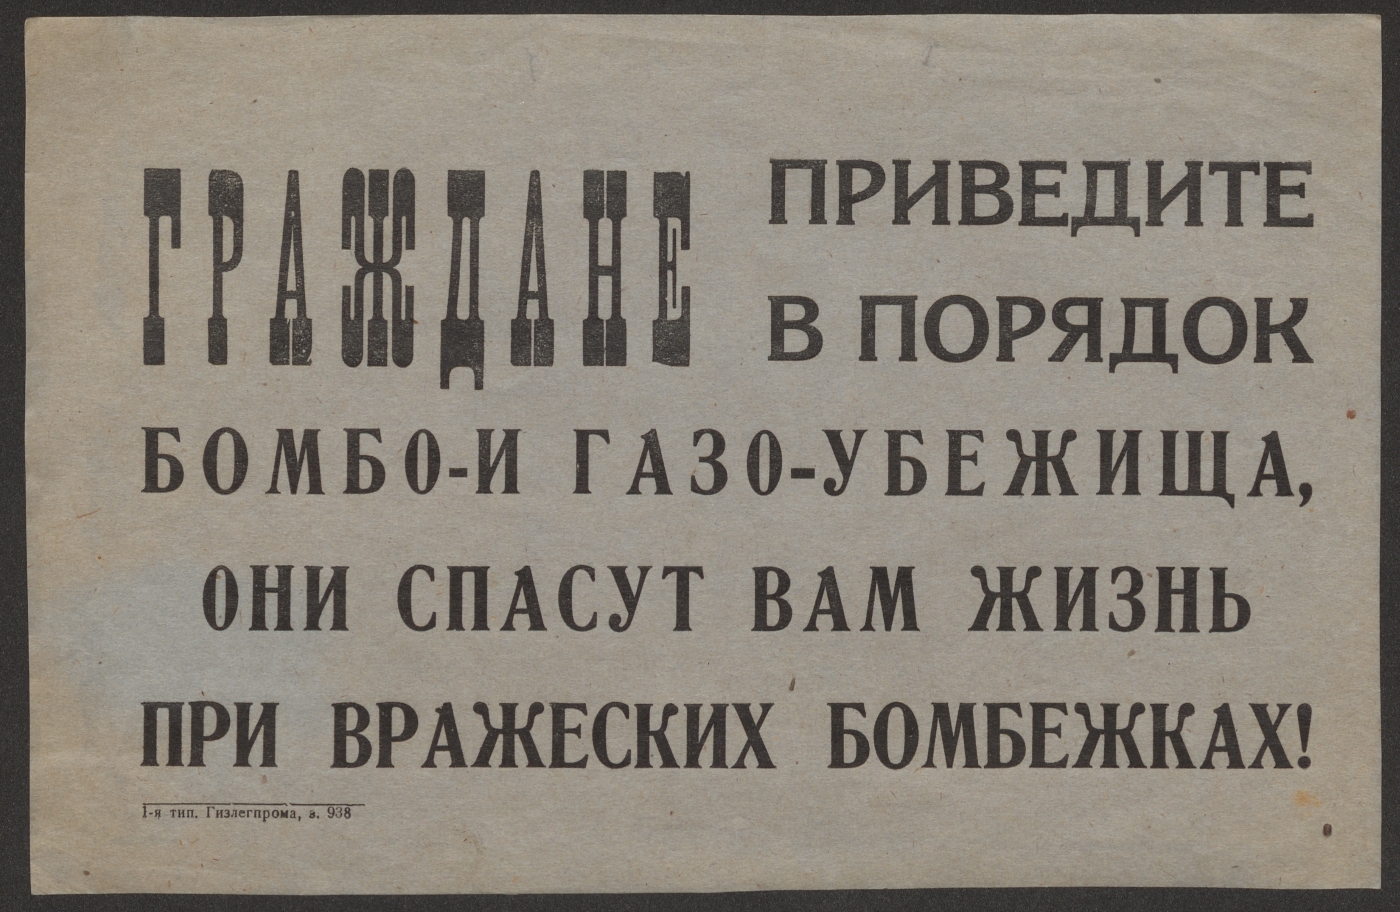 ГРАЖДАНЕ
ПРИВЕДИТЕ
В ПОРЯДОК
БОМБО-И ГАЗО-УБЕЖИЩА,
ОНИ СПАСУТ ВАМ ЖИЗНЬ
ПРИ ВРАЖЕСКИХ БОМБЕЖКАХ!
1-я тип. Гизлегпрома, з. 938